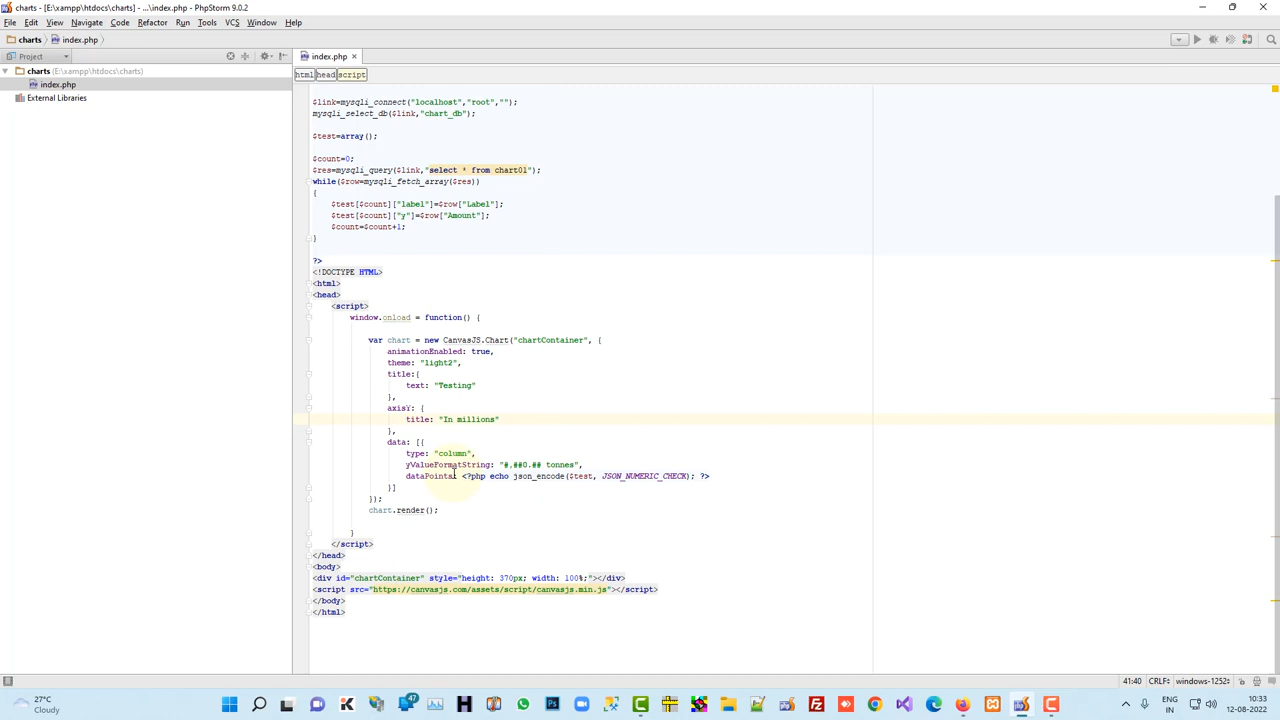 charts - [E:\xampp\htdocs\charts] - ...\index.php - PhpStorm 9.0.2
File Edit View Navigate Code Refactor Run Tools VCS Window Help
charts index.php
Project
index.php
charts (E:\xampp\htdocs\charts)
index.php
External Libraries
html head script
$link=mysqli_connect("localhost","root","");
mysqli_select_db($link,"chart_db");
$test=array();
$count=0;
$res=mysqli_query($link,"select * from chart01");
while($row=mysqli_fetch_array($res))
{
$test[$count]["label"]=$row["Label"];
$test[$count]["y"]=$row["Amount"];
$count=$count+1;
}
?>
<!DOCTYPE HTML>
<html>
<head>
<script>
window.onload = function() {
var chart = new CanvasJS.Chart("chartContainer", {
animationEnabled: true,
theme: "light2",
title:{
text: "Testing"
},
axisY: {
title: "In millions"
},
data: [{
type: "column",
yValueFormatString: "#,##0.## tonnes",
dataPoints: <?php echo json_encode($test, JSON_NUMERIC_CHECK); ?>
}]
});
chart.render();
}
</script>
</head>
<body>
<div id="chartContainer" style="height: 370px; width: 100%;"></div>
<script src="https://canvasjs.com/assets/script/canvasjs.min.js"></script>
</body>
</html>
41:40 CRLF÷ windows-1252÷
27°C
Cloudy
47
ENG
IN
10:33
12-08-2022